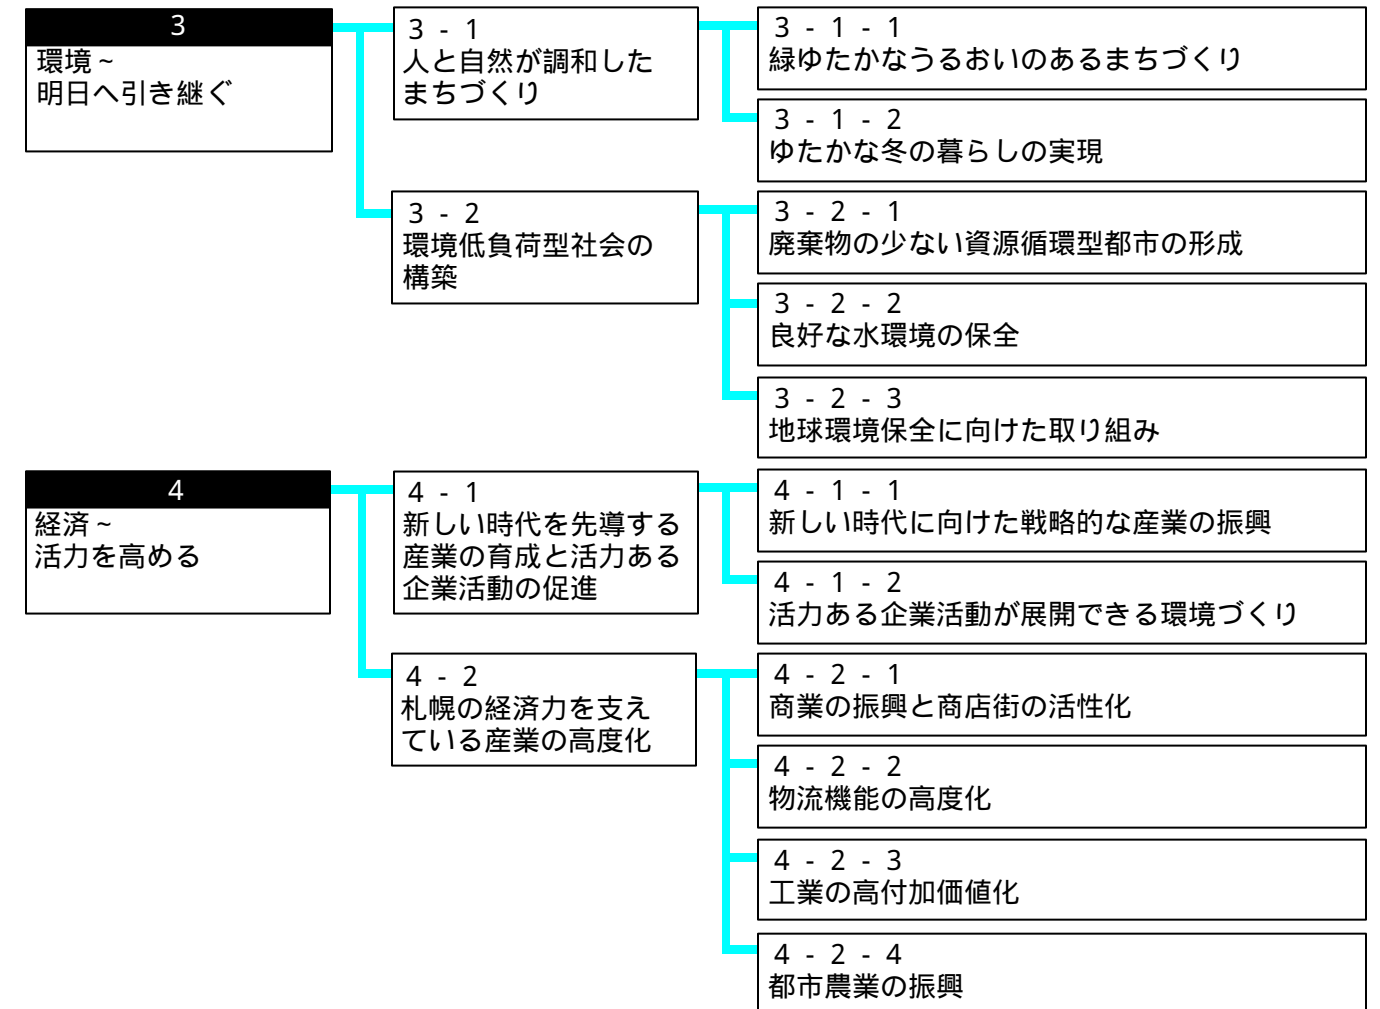 3
環境~
明日へ引き継ぐ
3 - 1
人と自然が調和した
まちづくり
3 - 1 - 1
緑ゆたかなうるおいのあるまちづくり
3 - 1 - 2
ゆたかな冬の暮らしの実現
3 - 2
環境低負荷型社会の
構築
3 - 2 - 1
廃棄物の少ない資源循環型都市の形成
3 - 2 - 2
良好な水環境の保全
3 - 2 - 3
地球環境保全に向けた取り組み
4
経済~
活力を高める
4 - 1
新しい時代を先導する
産業の育成と活力ある
企業活動の促進
4 - 1 - 1
新しい時代に向けた戦略的な産業の振興
4 - 1 - 2
活力ある企業活動が展開できる環境づくり
4 - 2
札幌の経済力を支え
ている産業の高度化
4 - 2 - 1
商業の振興と商店街の活性化
4 - 2 - 2
物流機能の高度化
4 - 2 - 3
工業の高付加価値化
4 - 2 - 4
都市農業の振興